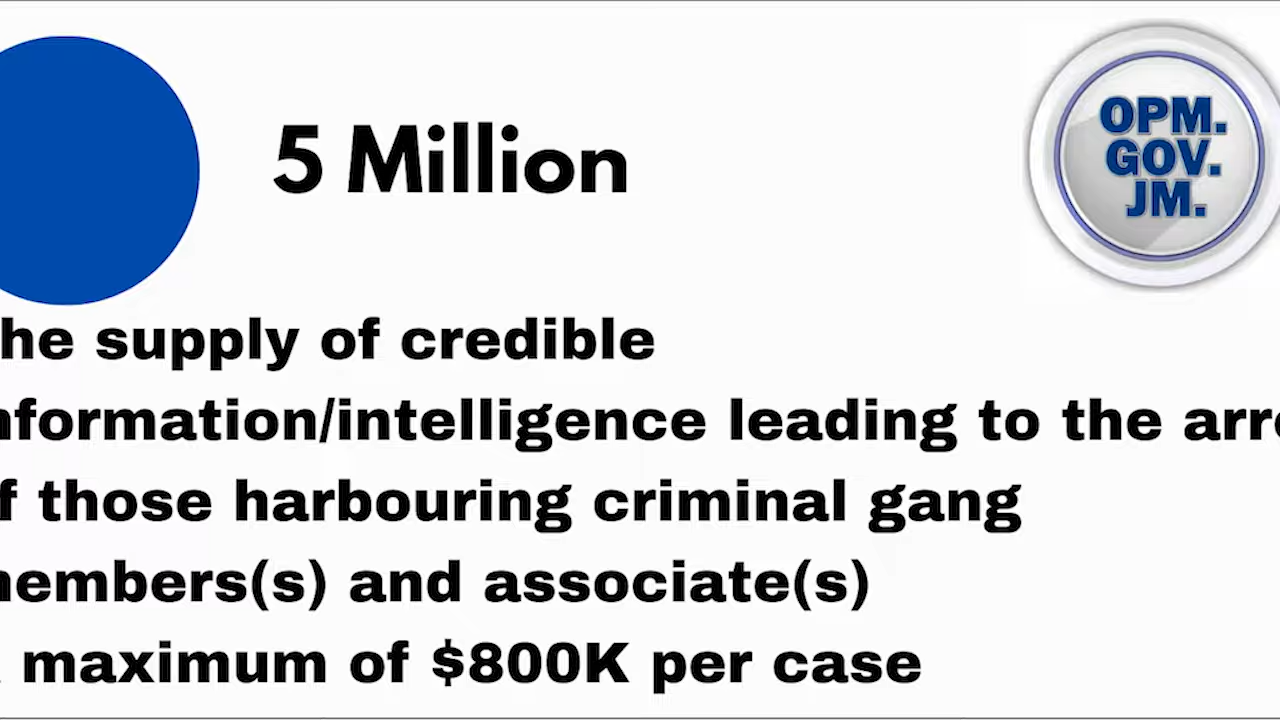 5 Million
OPM.
GOV.
JM.
he supply of credible
nformation/intelligence leading to the arre
f those harbouring criminal gang
embers(s) and associate(s)
maximum of $800K per case